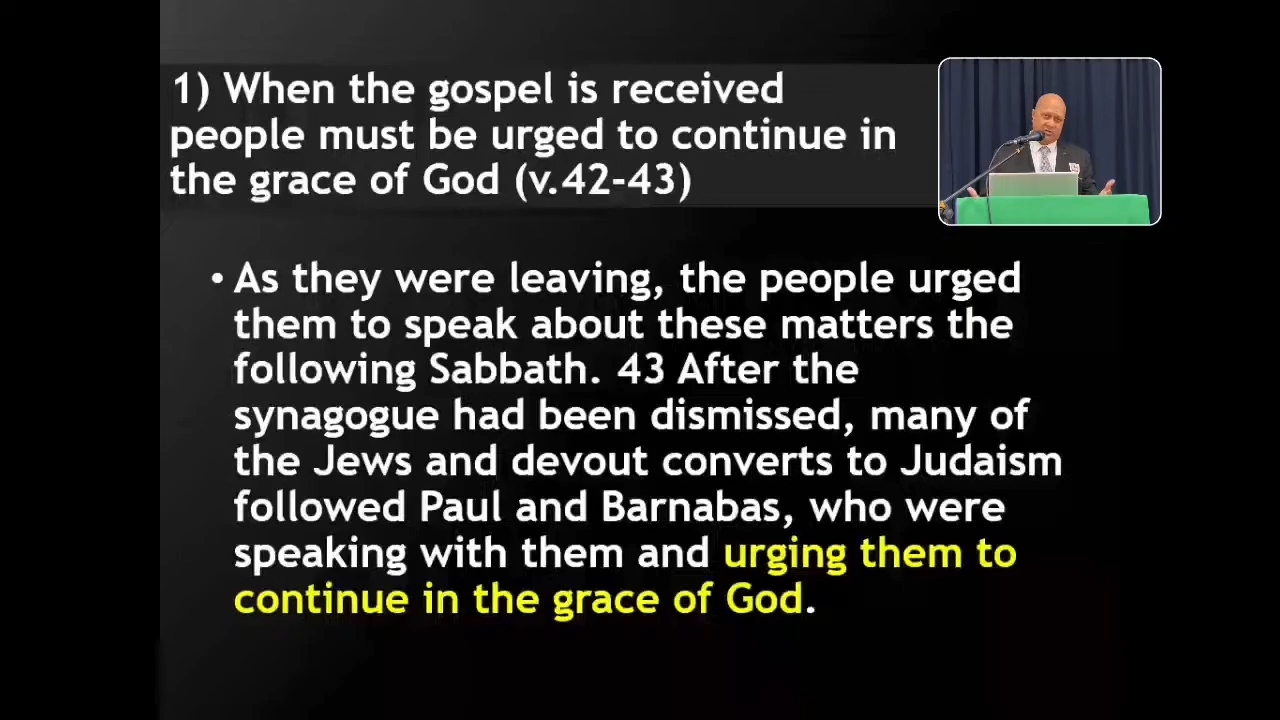 1) When the gospel is received
people must be urged to continue in
the grace of God (v.42-43)
• As they were leaving, the people urged
them to speak about these matters the
following Sabbath. 43 After the
synagogue had been dismissed, many of
the Jews and devout converts to Judaism
followed Paul and Barnabas, who were
speaking with them and urging them to
continue in the grace of God.